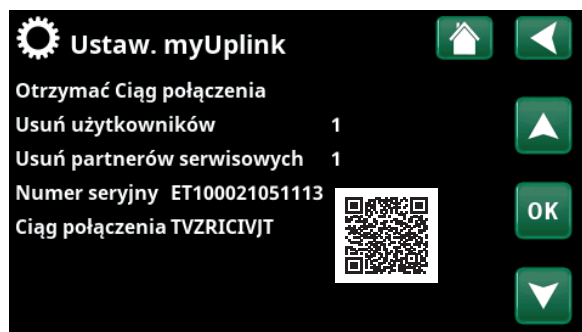 Ustaw. myUplink
Otrzymać Ciąg połączenia
Usuń użytkowników 1
Usuń partnerów serwisowych 1
Numer seryjny ET100021051113
Ciąg połączenia TVZRICIVJT
OK